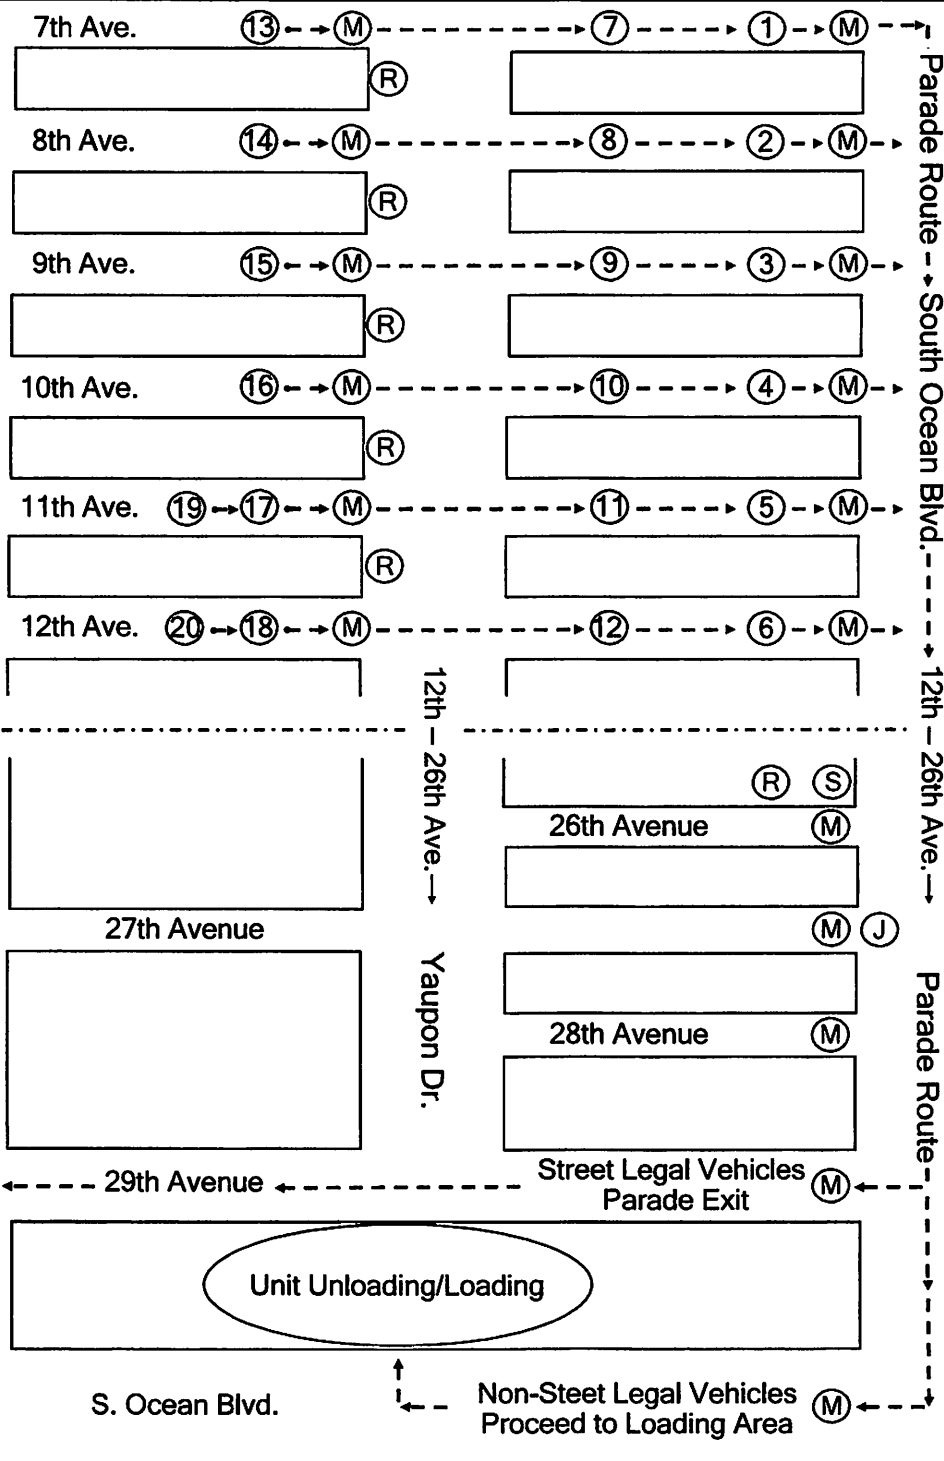 7th Ave. 13 M 7 1 M
R
8th Ave. 14 M 8 2 M
R
9th Ave. 15 M 9 3 M
R
10th Ave. 16 M 10 4 M
R
11th Ave. 19 17 M 11 5 M
R
12th Ave. 20 18 M 12 6 M
Parade Route South Ocean Blvd. 12th – 26th Ave.
12th – 26th Ave.
R S
26th Avenue M
27th Avenue M J
Yaupon Dr.
28th Avenue M
Parade Route
29th Avenue Street Legal Vehicles M
Parade Exit
Unit Unloading/Loading
S. Ocean Blvd. Non-Steet Legal Vehicles M
Proceed to Loading Area